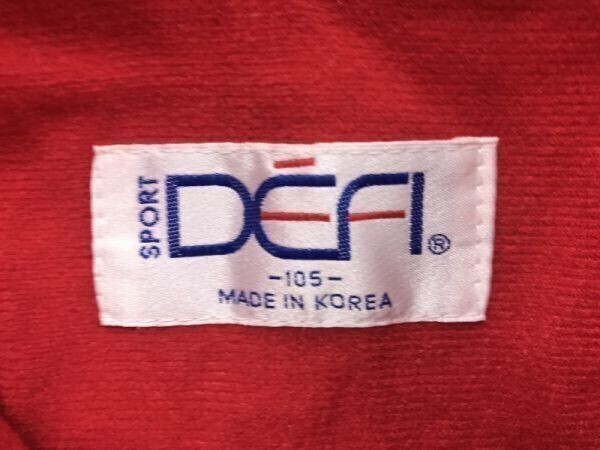 SPORT
DÉFI®
-105-
MADE IN KOREA